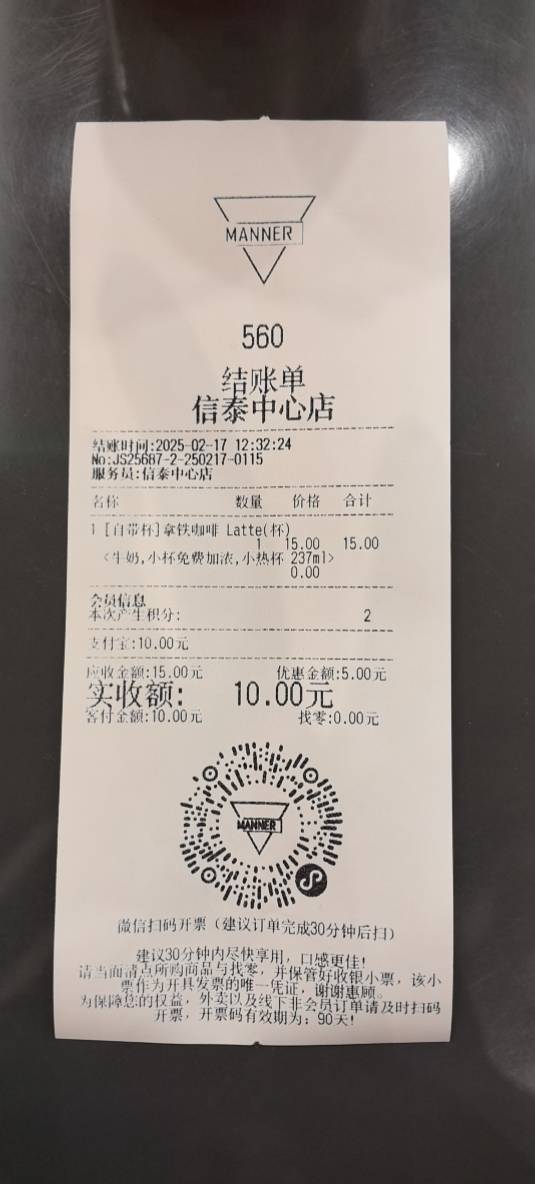 MANNER
560
结账单
信泰中心店
结账时间:2025-02-17 12:32:24
No:JS25687-2-250217-0115
服务员:信泰中心店
名称 数量 价格 合计
1 [自带杯]拿铁咖啡 Latte(杯)
1 15.00 15.00
<牛奶,小杯免费加浓,小热杯 237ml>
0.00
会员信息
本次产生积分: 2
支付宝:10.00元
应收金额:15.00元 优惠金额:5.00元
实收额: 10.00元
客付金额:10.00元 找零:0.00元
MANNER
微信扫码开票（建议订单完成30分钟后扫）
建议30分钟内尽快享用，口感更佳!
请当面清点所购商品与找零，并保管好收银小票，该小
票作为开具发票的唯一凭证，谢谢惠顾。
为保障您的权益，外卖以及线下非会员订单请及时扫码
开票，开票码有效期为：90天!